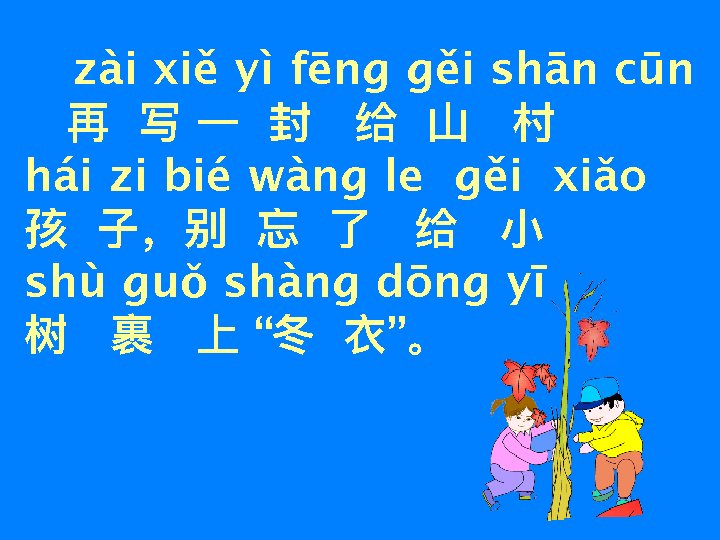 zài xiě yì fēng gěi shān cūn
再 写 一 封 给 山 村
hái zi bié wàng le gěi xiǎo
孩 子, 别 忘 了 给 小
shù guǒ shàng dōng yī
树 裹 上 “冬 衣”。